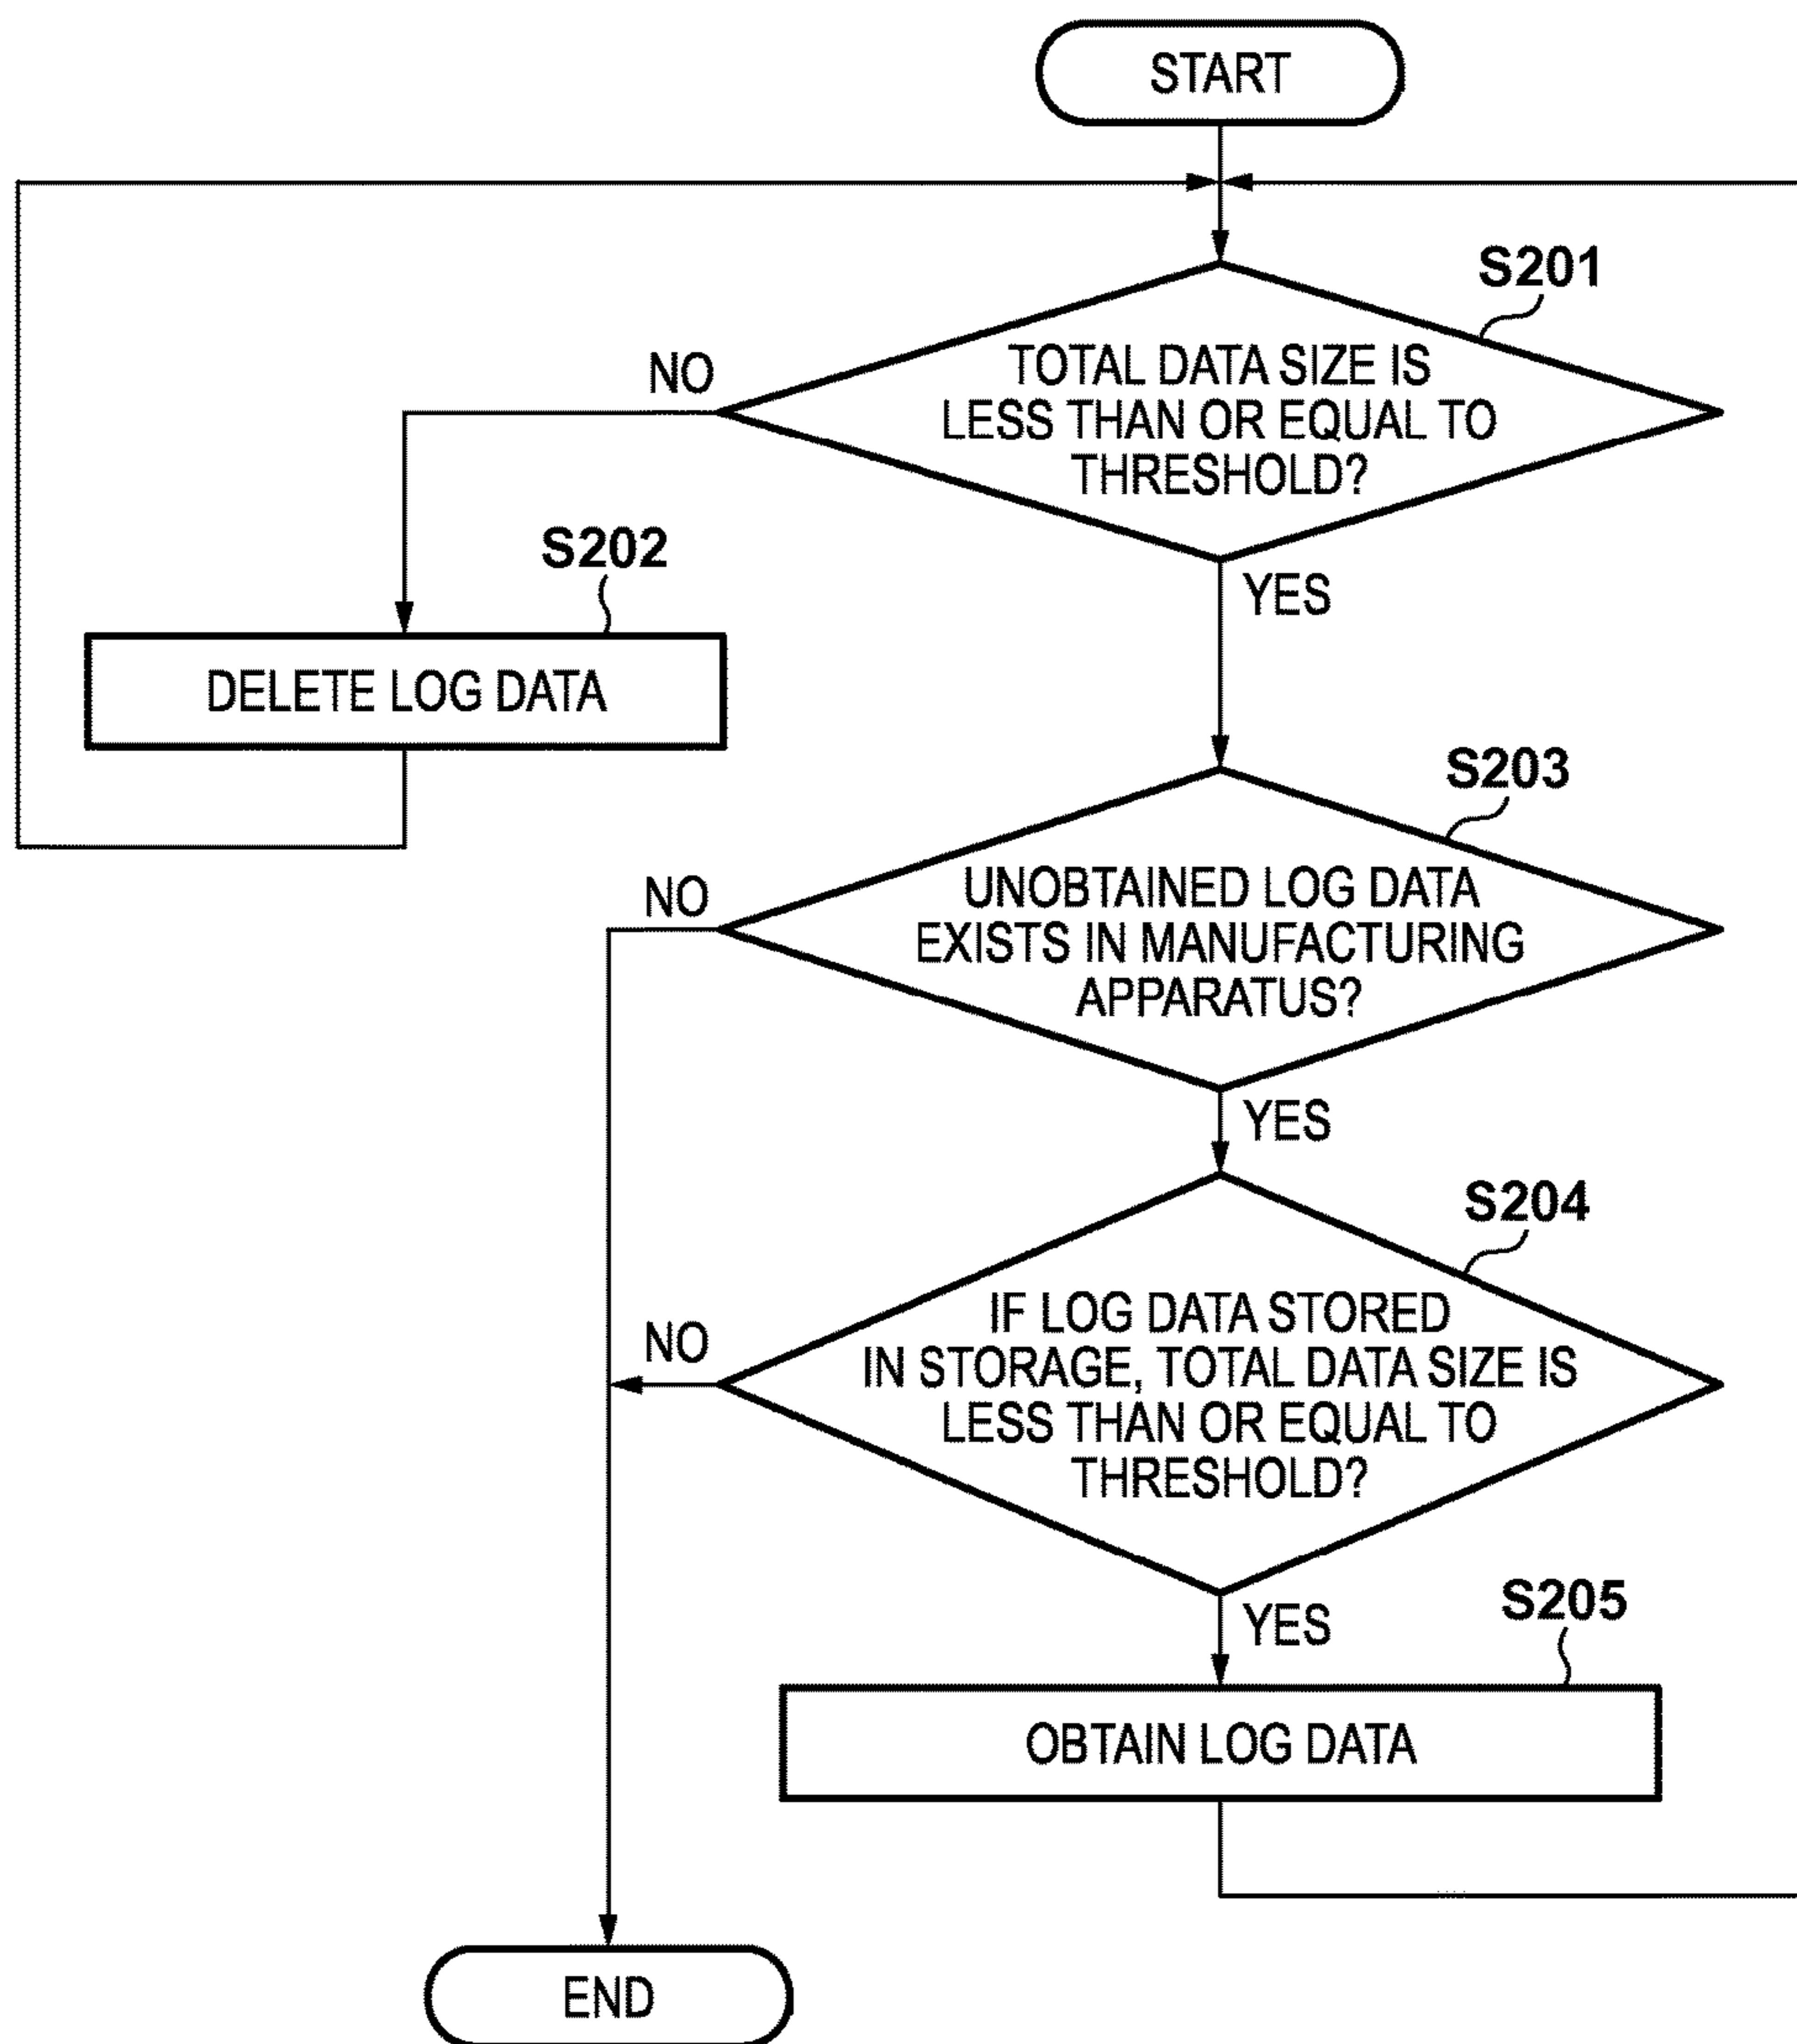 START
S201
TOTAL DATA SIZE IS
LESS THAN OR EQUAL TO
THRESHOLD?
NO
YES
S202
DELETE LOG DATA
S203
UNOBTAINED LOG DATA
EXISTS IN MANUFACTURING
APPARATUS?
NO
YES
S204
IF LOG DATA STORED
IN STORAGE, TOTAL DATA SIZE IS
LESS THAN OR EQUAL TO
THRESHOLD?
NO
YES
S205
OBTAIN LOG DATA
END